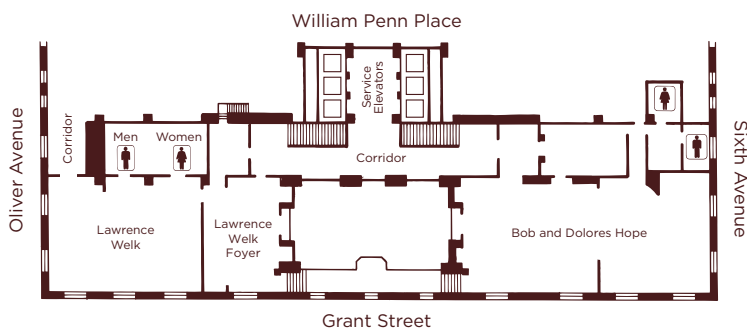 William Penn Place
Oliver Avenue
Corridor
Men
Women
Service
Elevators
Corridor
Sixth Avenue
Lawrence
Welk
Lawrence
Welk
Foyer
Bob and Dolores Hope
Grant Street